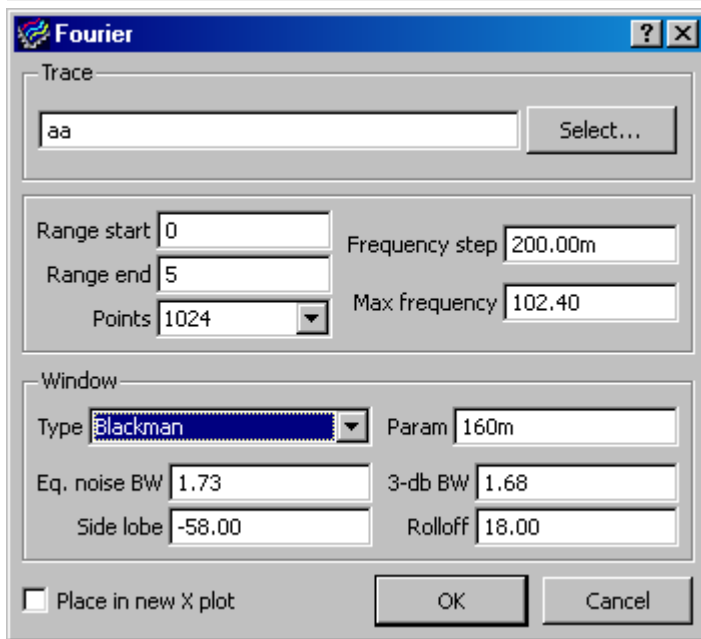 Fourier
Trace
aa
Select...
Range start 0
Range end 5
Points 1024
Frequency step 200.00m
Max frequency 102.40
Window
Type Blackman
Param 160m
Eq. noise BW 1.73
3-db BW 1.68
Side lobe -58.00
Rolloff 18.00
Place in new X plot
OK
Cancel